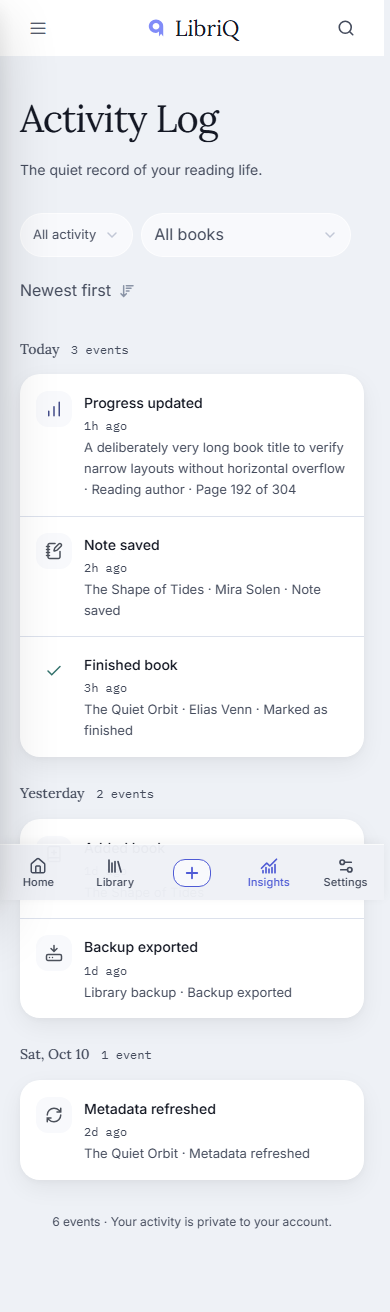 LibriQ
Activity Log
The quiet record of your reading life.
All activity
All books
Newest first
Today 3 events
Progress updated
1h ago
A deliberately very long book title to verify
narrow layouts without horizontal overflow
· Reading author · Page 192 of 304
Note saved
2h ago
The Shape of Tides · Mira Solen · Note
saved
Finished book
3h ago
The Quiet Orbit · Elias Venn · Marked as
finished
Yesterday 2 events
Added book
Home
Library
Insights
Settings
Backup exported
1d ago
Library backup · Backup exported
Sat, Oct 10 1 event
Metadata refreshed
2d ago
The Quiet Orbit · Metadata refreshed
6 events · Your activity is private to your account.